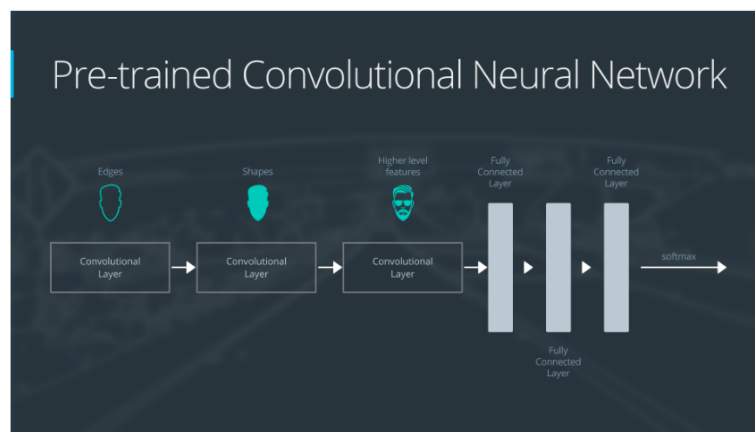 Pre-trained Convolutional Neural Network
Edges
Shapes
Higher level
features
Fully
Connected
Layer
Fully
Connected
Layer
Convolutional
Layer
Convolutional
Layer
Convolutional
Layer
softmax
Fully
Connected
Layer